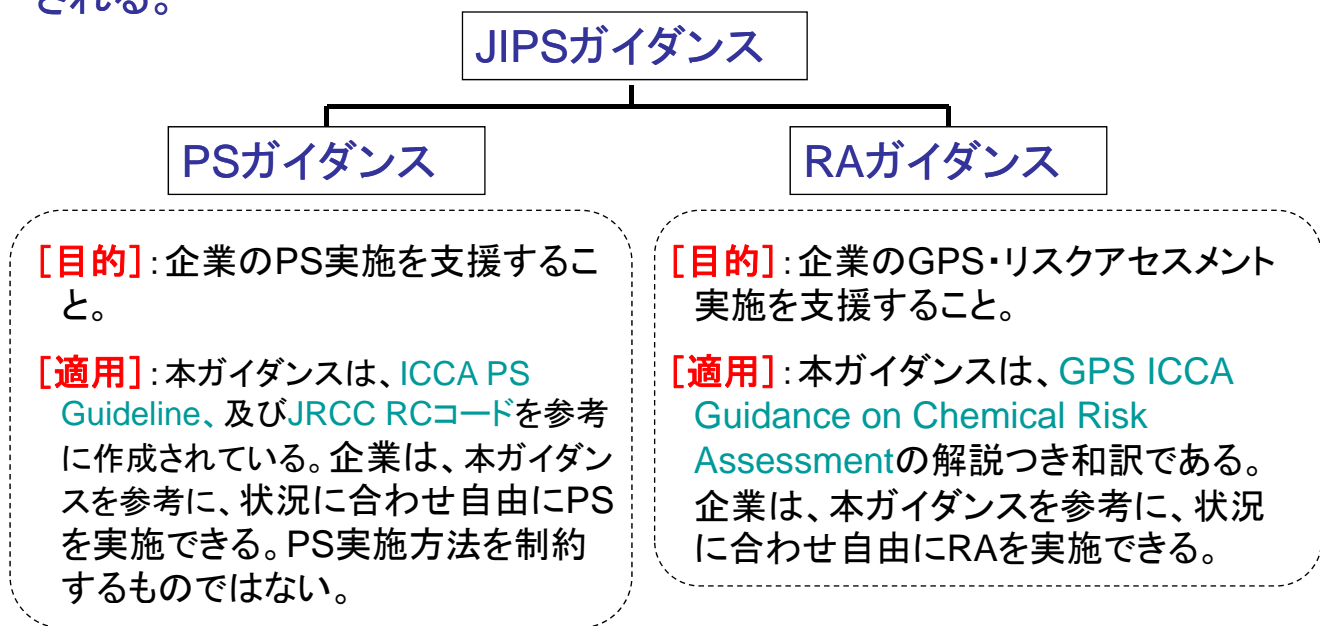 される。
JIPSガイダンス
PSガイダンス
RAガイダンス
[目的]:企業のPS実施を支援するこ
と。
[適用]:本ガイダンスは、ICCA PS
Guideline、及びJRCC RCコードを参考
に作成されている。企業は、本ガイダン
スを参考に、状況に合わせ自由にPS
を実施できる。PS実施方法を制約
するものではない。
[目的]:企業のGPS・リスクアセスメント
実施を支援すること。
[適用]:本ガイダンスは、GPS ICCA
Guidance on Chemical Risk
Assessmentの解説つき和訳である。
企業は、本ガイダンスを参考に、状況
に合わせ自由にRAを実施できる。